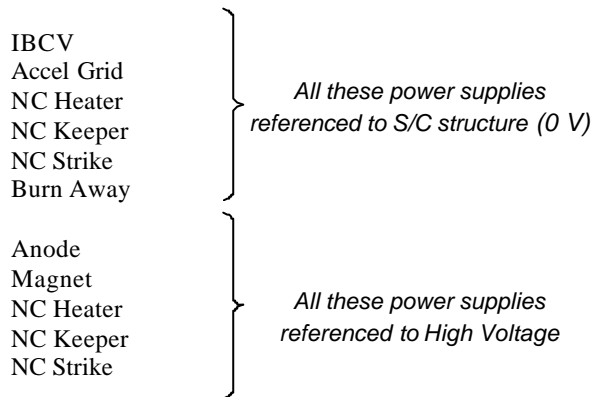 IBCV
Accel Grid
NC Heater
NC Keeper
NC Strike
Burn Away
All these power supplies
referenced to S/C structure (0 V)
Anode
Magnet
NC Heater
NC Keeper
NC Strike
All these power supplies
referenced to High Voltage